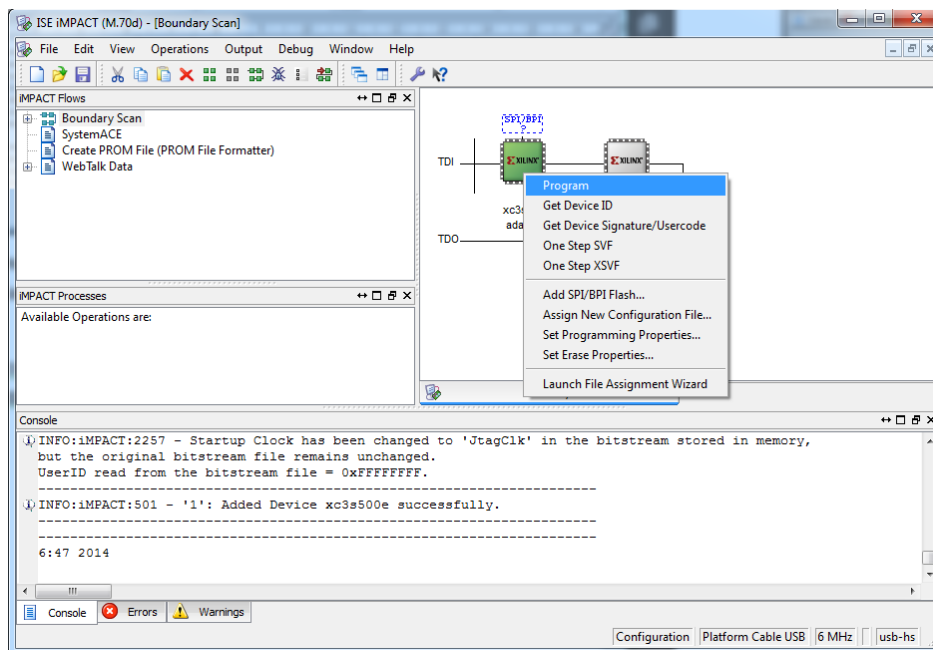 ISE iMPACT (M.70d) - [Boundary Scan]
File Edit View Operations Output Debug Window Help
iMPACT Flows
Boundary Scan
SystemACE
Create PROM File (PROM File Formatter)
WebTalk Data
iMPACT Processes
Available Operations are:
SPI/BPI
?
TDI
XILINX
XILINX
xc3s
ada
TDO
Program
Get Device ID
Get Device Signature/Usercode
One Step SVF
One Step XSVF
Add SPI/BPI Flash...
Assign New Configuration File...
Set Programming Properties...
Set Erase Properties...
Launch File Assignment Wizard
Console
INFO:iMPACT:2257 - Startup Clock has been changed to 'JtagClk' in the bitstream stored in memory,
but the original bitstream file remains unchanged.
UserID read from the bitstream file = 0xFFFFFFFF.
----------------------------------------------------------------------
INFO:iMPACT:501 - '1': Added Device xc3s500e successfully.
----------------------------------------------------------------------
----------------------------------------------------------------------
6:47 2014
Console Errors Warnings
Configuration Platform Cable USB 6 MHz usb-hs